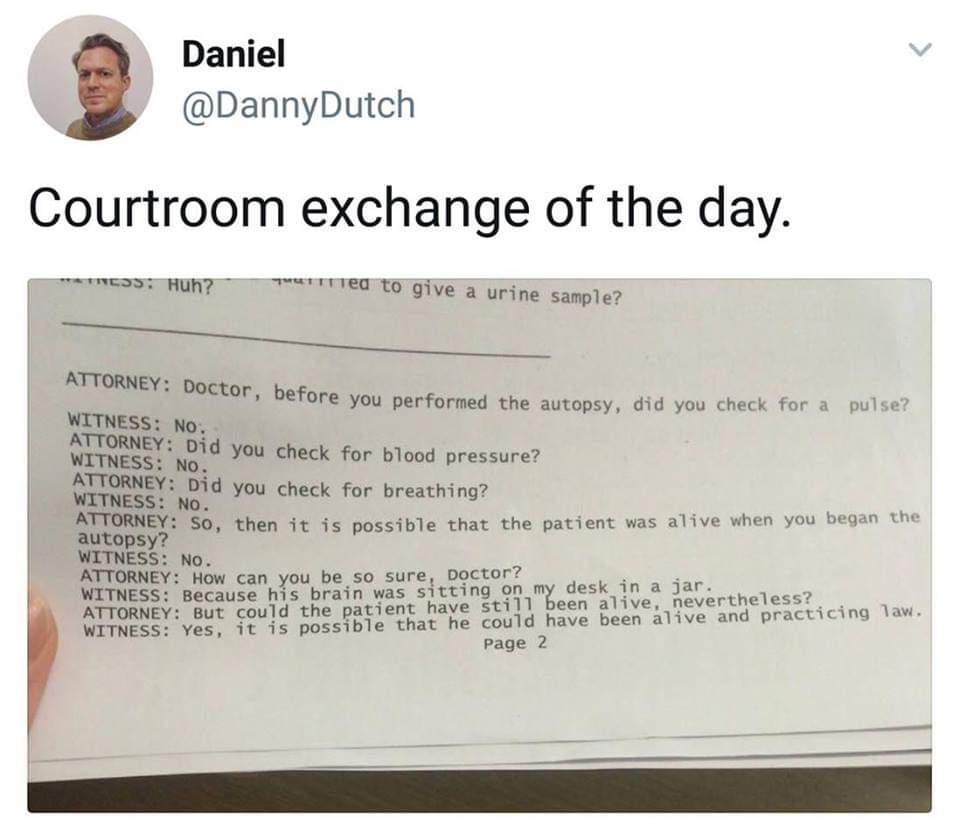 Daniel
@DannyDutch
Courtroom exchange of the day.
to give a urine sample?
WITNESS: Huh?
ATTORNEY: Doctor, before you performed the autopsy, did you check for a pulse?
WITNESS: No.
ATTORNEY: Did you check for blood pressure?
WITNESS: No.
ATTORNEY: Did you check for breathing?
WITNESS: No.
ATTORNEY: So, then it is possible that the patient was alive when you began the
autopsy?
WITNESS: No.
ATTORNEY: How can you be so sure, Doctor?
WITNESS: Because his brain was sitting on my desk in a jar.
ATTORNEY: But could the patient have still been alive, nevertheless?
WITNESS: Yes, it is possible that he could have been alive and practicing law.
Page 2